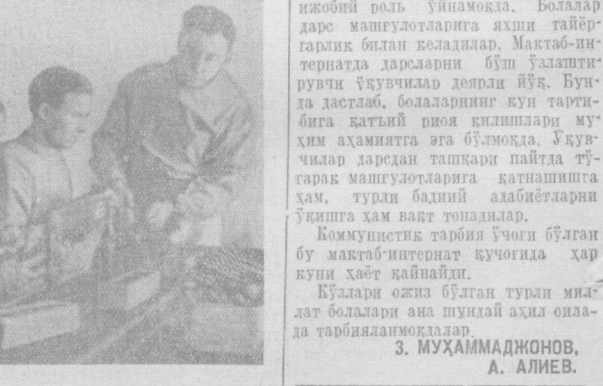 ижобий роль ўйнамоқда. Болалар
дарс машғулотларига яхши тайёр-
гарлик билан келадилар. Мактаб-ин-
тернатда дарсларни бўш ўзлашти-
рувчи ўқувчилар деярли йўқ. Бун-
да дастлаб, болаларнинг кун тарти-
бига қатъий риоя қилишлари му-
ҳим аҳамиятга эга бўлмоқда. Ўқув-
чилар дарсдан ташқари пайтда тў-
гарак машғулотларига қатнашишга
ҳам, турли бадиий адабиётларни
ўқишга ҳам вақт топадилар.
Коммунистик тарбия ўчоғи бўлган
бу мактаб-интернат қучоғида ҳар
куни ҳаёт қайнайди.
Кўзлари ожиз бўлган турли мил-
лат болалари ана шундай аҳил оила-
да тарбияланмоқдалар.
З. МУҲАММАДЖОНОВ,
А. АЛИЕВ.